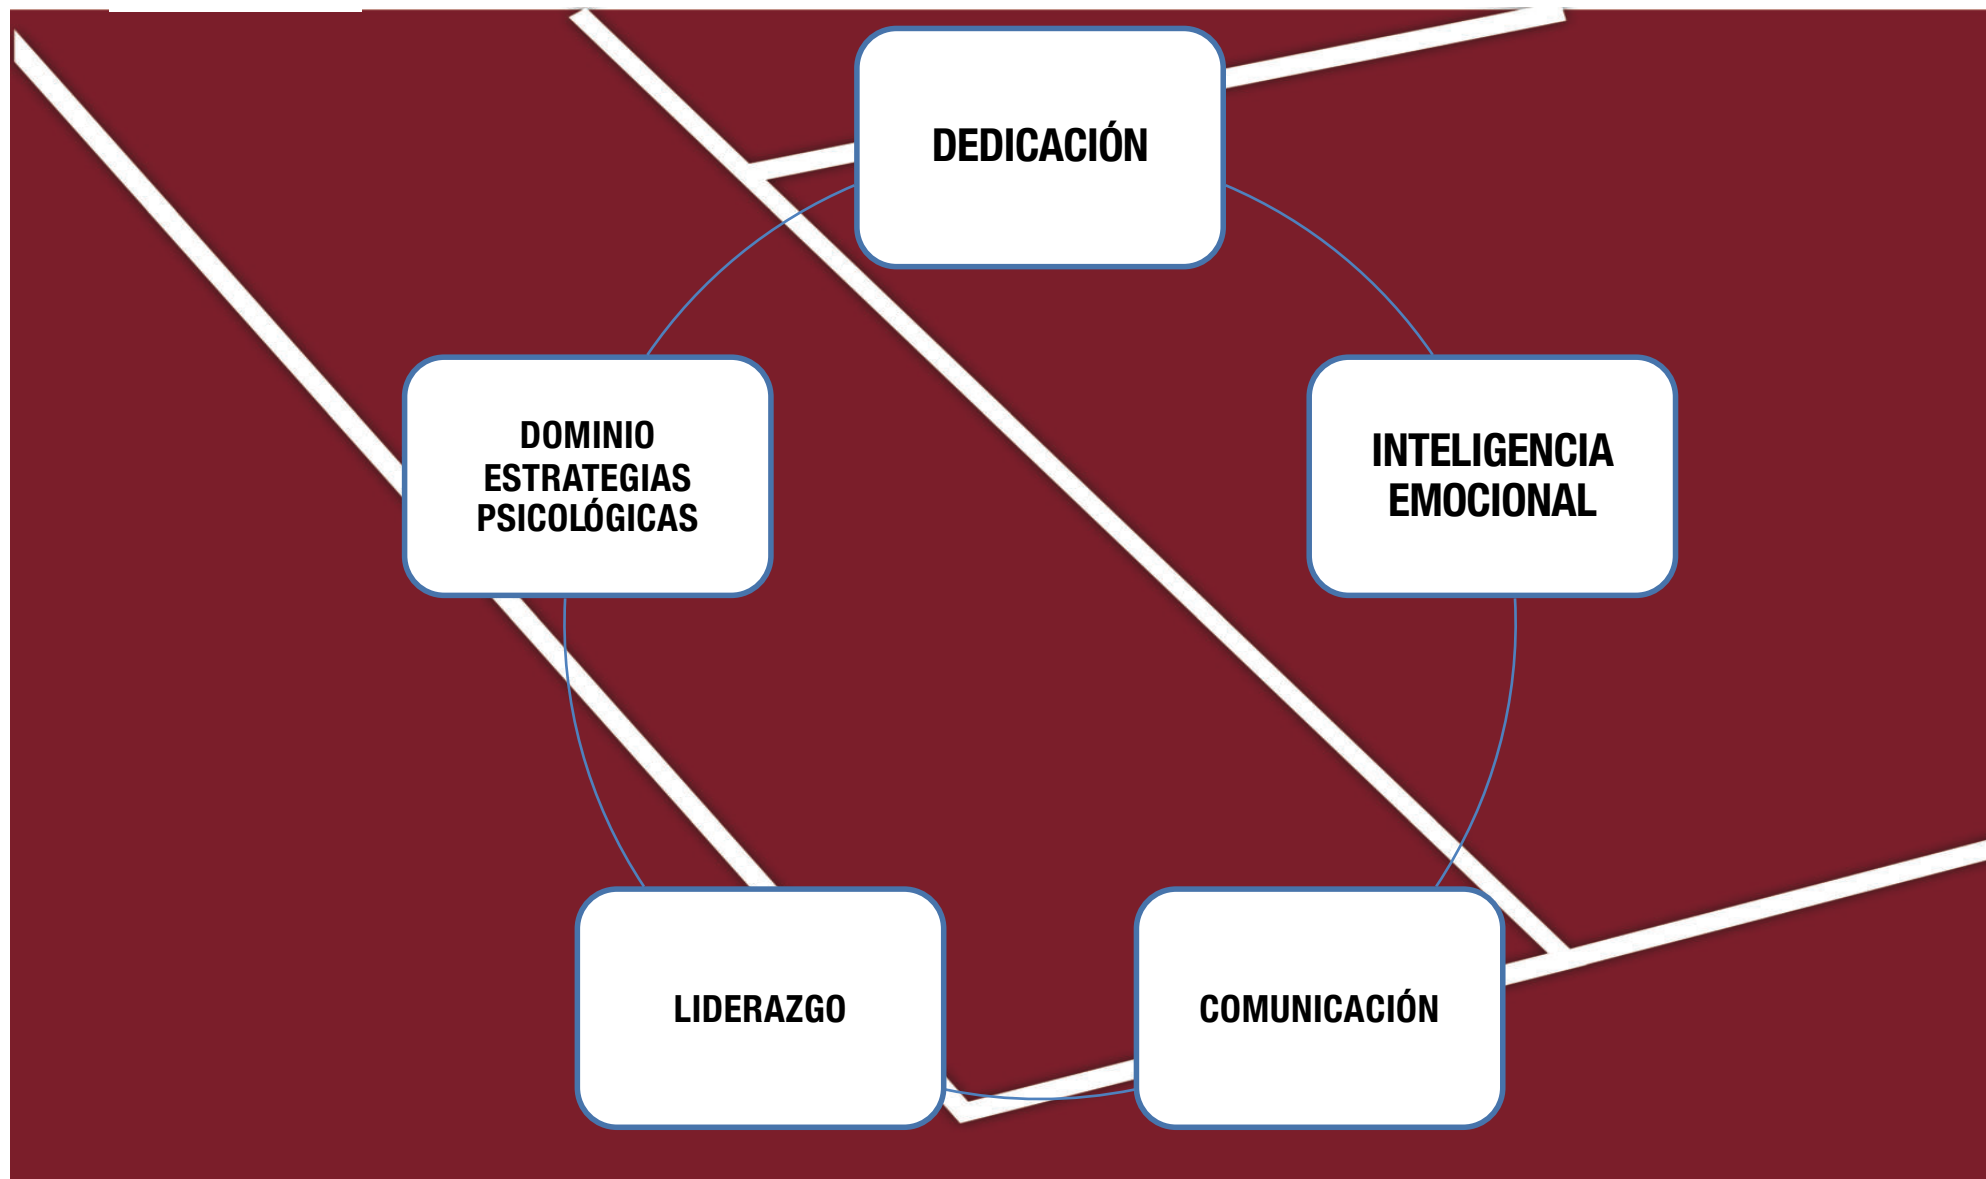 DEDICACIÓN
INTELIGENCIA
EMOCIONAL
COMUNICACIÓN
LIDERAZGO
DOMINIO
ESTRATEGIAS
PSICOLÓGICAS